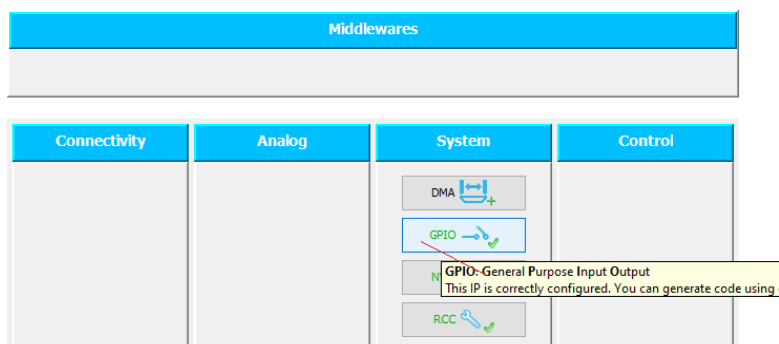 Middlewares
Connectivity Analog System Control
DMA
GPIO
GPIO: General Purpose Input Output
This IP is correctly configured. You can generate code using
RCC